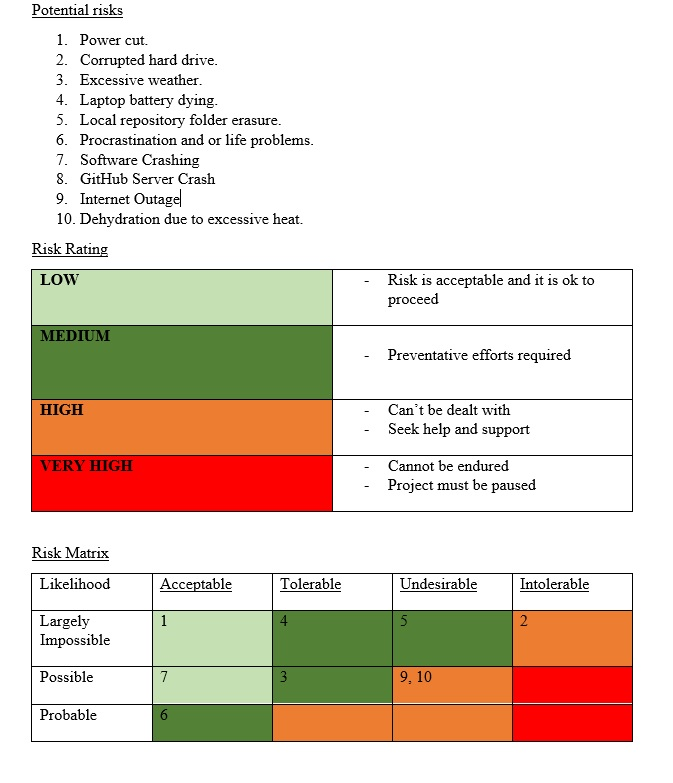 Potential risks
1. Power cut.
2. Corrupted hard drive.
3. Excessive weather.
4. Laptop battery dying.
5. Local repository folder erasure.
6. Procrastination and or life problems.
7. Software Crashing
8. GitHub Server Crash
9. Internet Outage
10. Dehydration due to excessive heat.
Risk Rating
LOW
- Risk is acceptable and it is ok to
proceed
MEDIUM
- Preventative efforts required
HIGH
- Can't be dealt with
- Seek help and support
VERY HIGH
- Cannot be endured
- Project must be paused
Risk Matrix
Likelihood Acceptable Tolerable Undesirable Intolerable
Largely 1 4 5 2
Impossible
Possible 7 3 9, 10
Probable 6